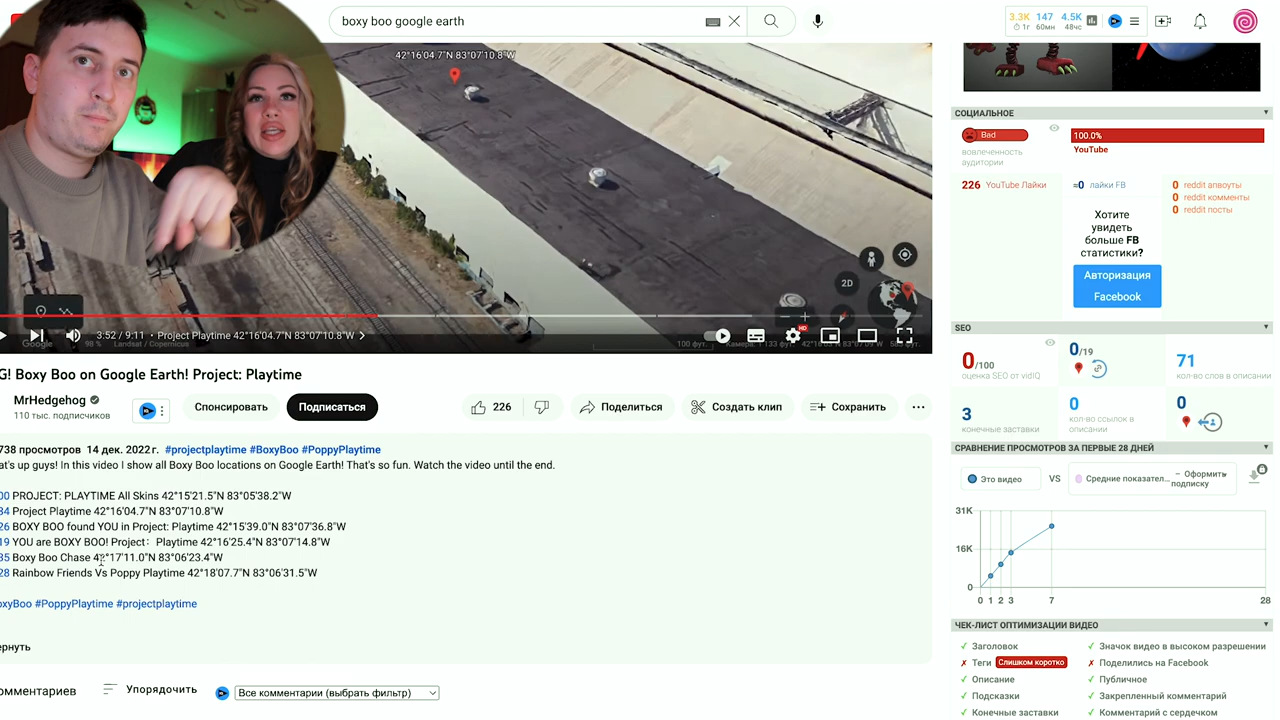 boxy boo google earth
3.3K 147 4.5K
1г 60мн 48чс
42°16'04.7"N 83°07'10.8"W
2D
HD
3:52 / 9:11 • Project Playtime 42°16'04.7"N 83°07'10.8"W
Google 98 % Landsat / Copernicus 100 фут.
G! Boxy Boo on Google Earth! Project: Playtime
MrHedgehog
110 тыс. подписчиков
Спонсировать
Подписаться
226
Поделиться
Создать клип
Сохранить
738 просмотров 14 дек. 2022 г. #projectplaytime #BoxyBoo #PoppyPlaytime
at's up guys! In this video I show all Boxy Boo locations on Google Earth! That's so fun. Watch the video until the end.
00 PROJECT: PLAYTIME All Skins 42°15'21.5"N 83°05'38.2"W
34 Project Playtime 42°16'04.7"N 83°07'10.8"W
26 BOXY BOO found YOU in Project: Playtime 42°15'39.0"N 83°07'36.8"W
19 YOU are BOXY BOO! Project： Playtime 42°16'25.4"N 83°07'14.8"W
35 Boxy Boo Chase 42°17'11.0"N 83°06'23.4"W
28 Rainbow Friends Vs Poppy Playtime 42°18'07.7"N 83°06'31.5"W
oxyBoo #PoppyPlaytime #projectplaytime
ернуть
омментариев
Упорядочить
Все комментарии (выбрать фильтр)
СОЦИАЛЬНОЕ
Bad
вовлеченность
аудитории
100.0%
YouTube
226 YouTube Лайки
≈0 лайки FB
0 reddit апвоуты
0 reddit комменты
0 reddit посты
Хотите
увидеть
больше FB
статистики?
Авторизация
Facebook
SEO
0/100
оценка SEO от vidIQ
0/19
71
кол-во слов в описании
3
конечные заставки
0
кол-во ссылок в
описании
0
СРАВНЕНИЕ ПРОСМОТРОВ ЗА ПЕРВЫЕ 28 ДНЕЙ
Это видео
VS
Средние показател...
– Оформить
подписку
31K
16K
0
0 1 2 3 7 28
ЧЕК-ЛИСТ ОПТИМИЗАЦИИ ВИДЕО
Заголовок
Теги Слишком коротко
Описание
Подсказки
Конечные заставки
Значок видео в высоком разрешении
Поделились на Facebook
Публичное
Закрепленный комментарий
Комментарий с сердечком